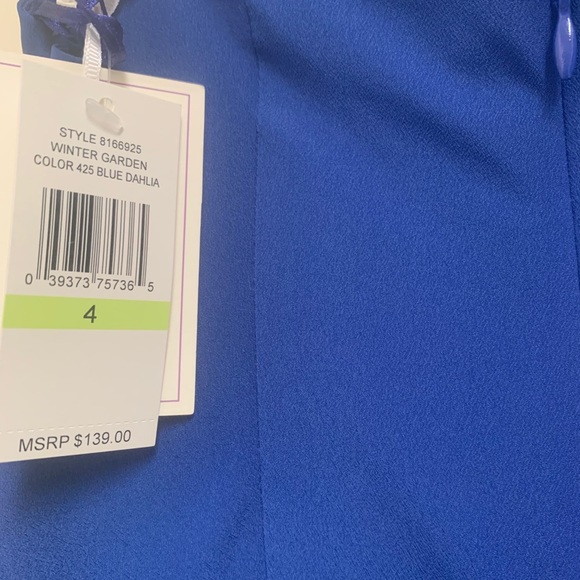 STYLE 8166925
WINTER GARDEN
COLOR 425 BLUE DAHLIA
0 39373 75736 5
4
MSRP $139.00